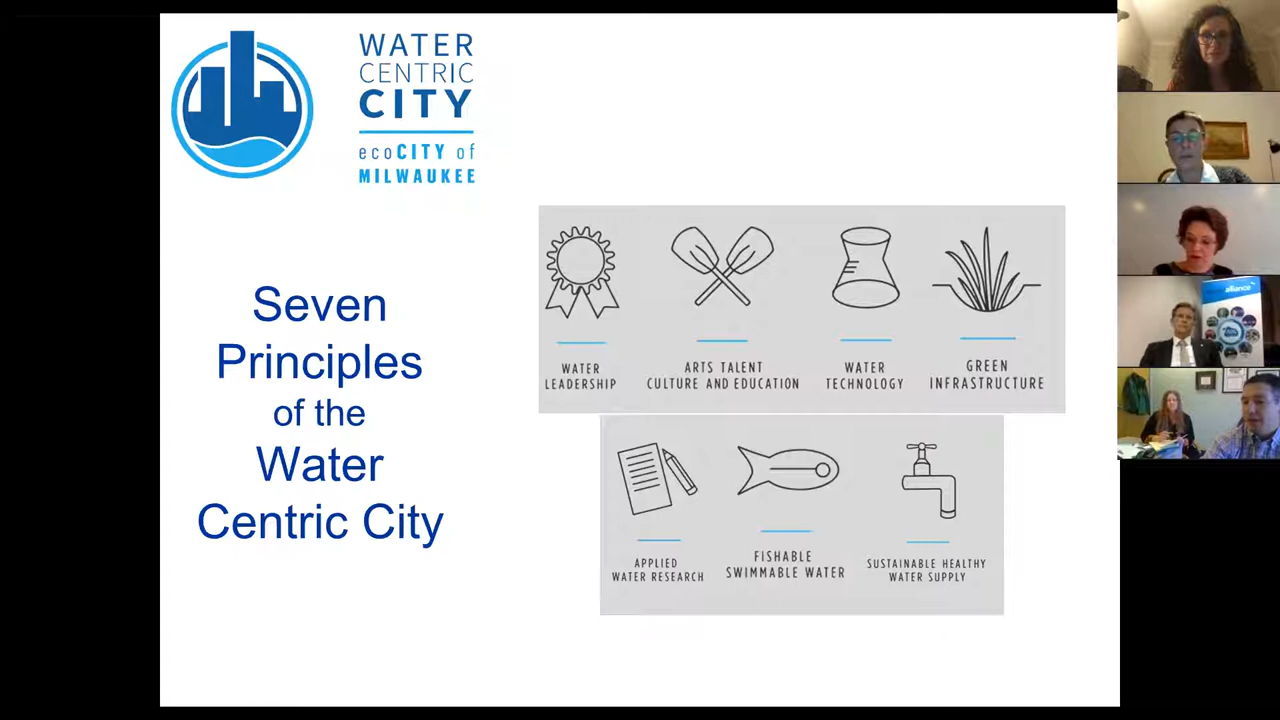 WATER
CENTRIC
CITY
ecoCITY of
MILWAUKEE
Seven
Principles
of the
Water
Centric City
WATER
LEADERSHIP
ARTS TALENT
CULTURE AND EDUCATION
WATER
TECHNOLOGY
GREEN
INFRASTRUCTURE
APPLIED
WATER RESEARCH
FISHABLE
SWIMMABLE WATER
SUSTAINABLE HEALTHY
WATER SUPPLY
alliance